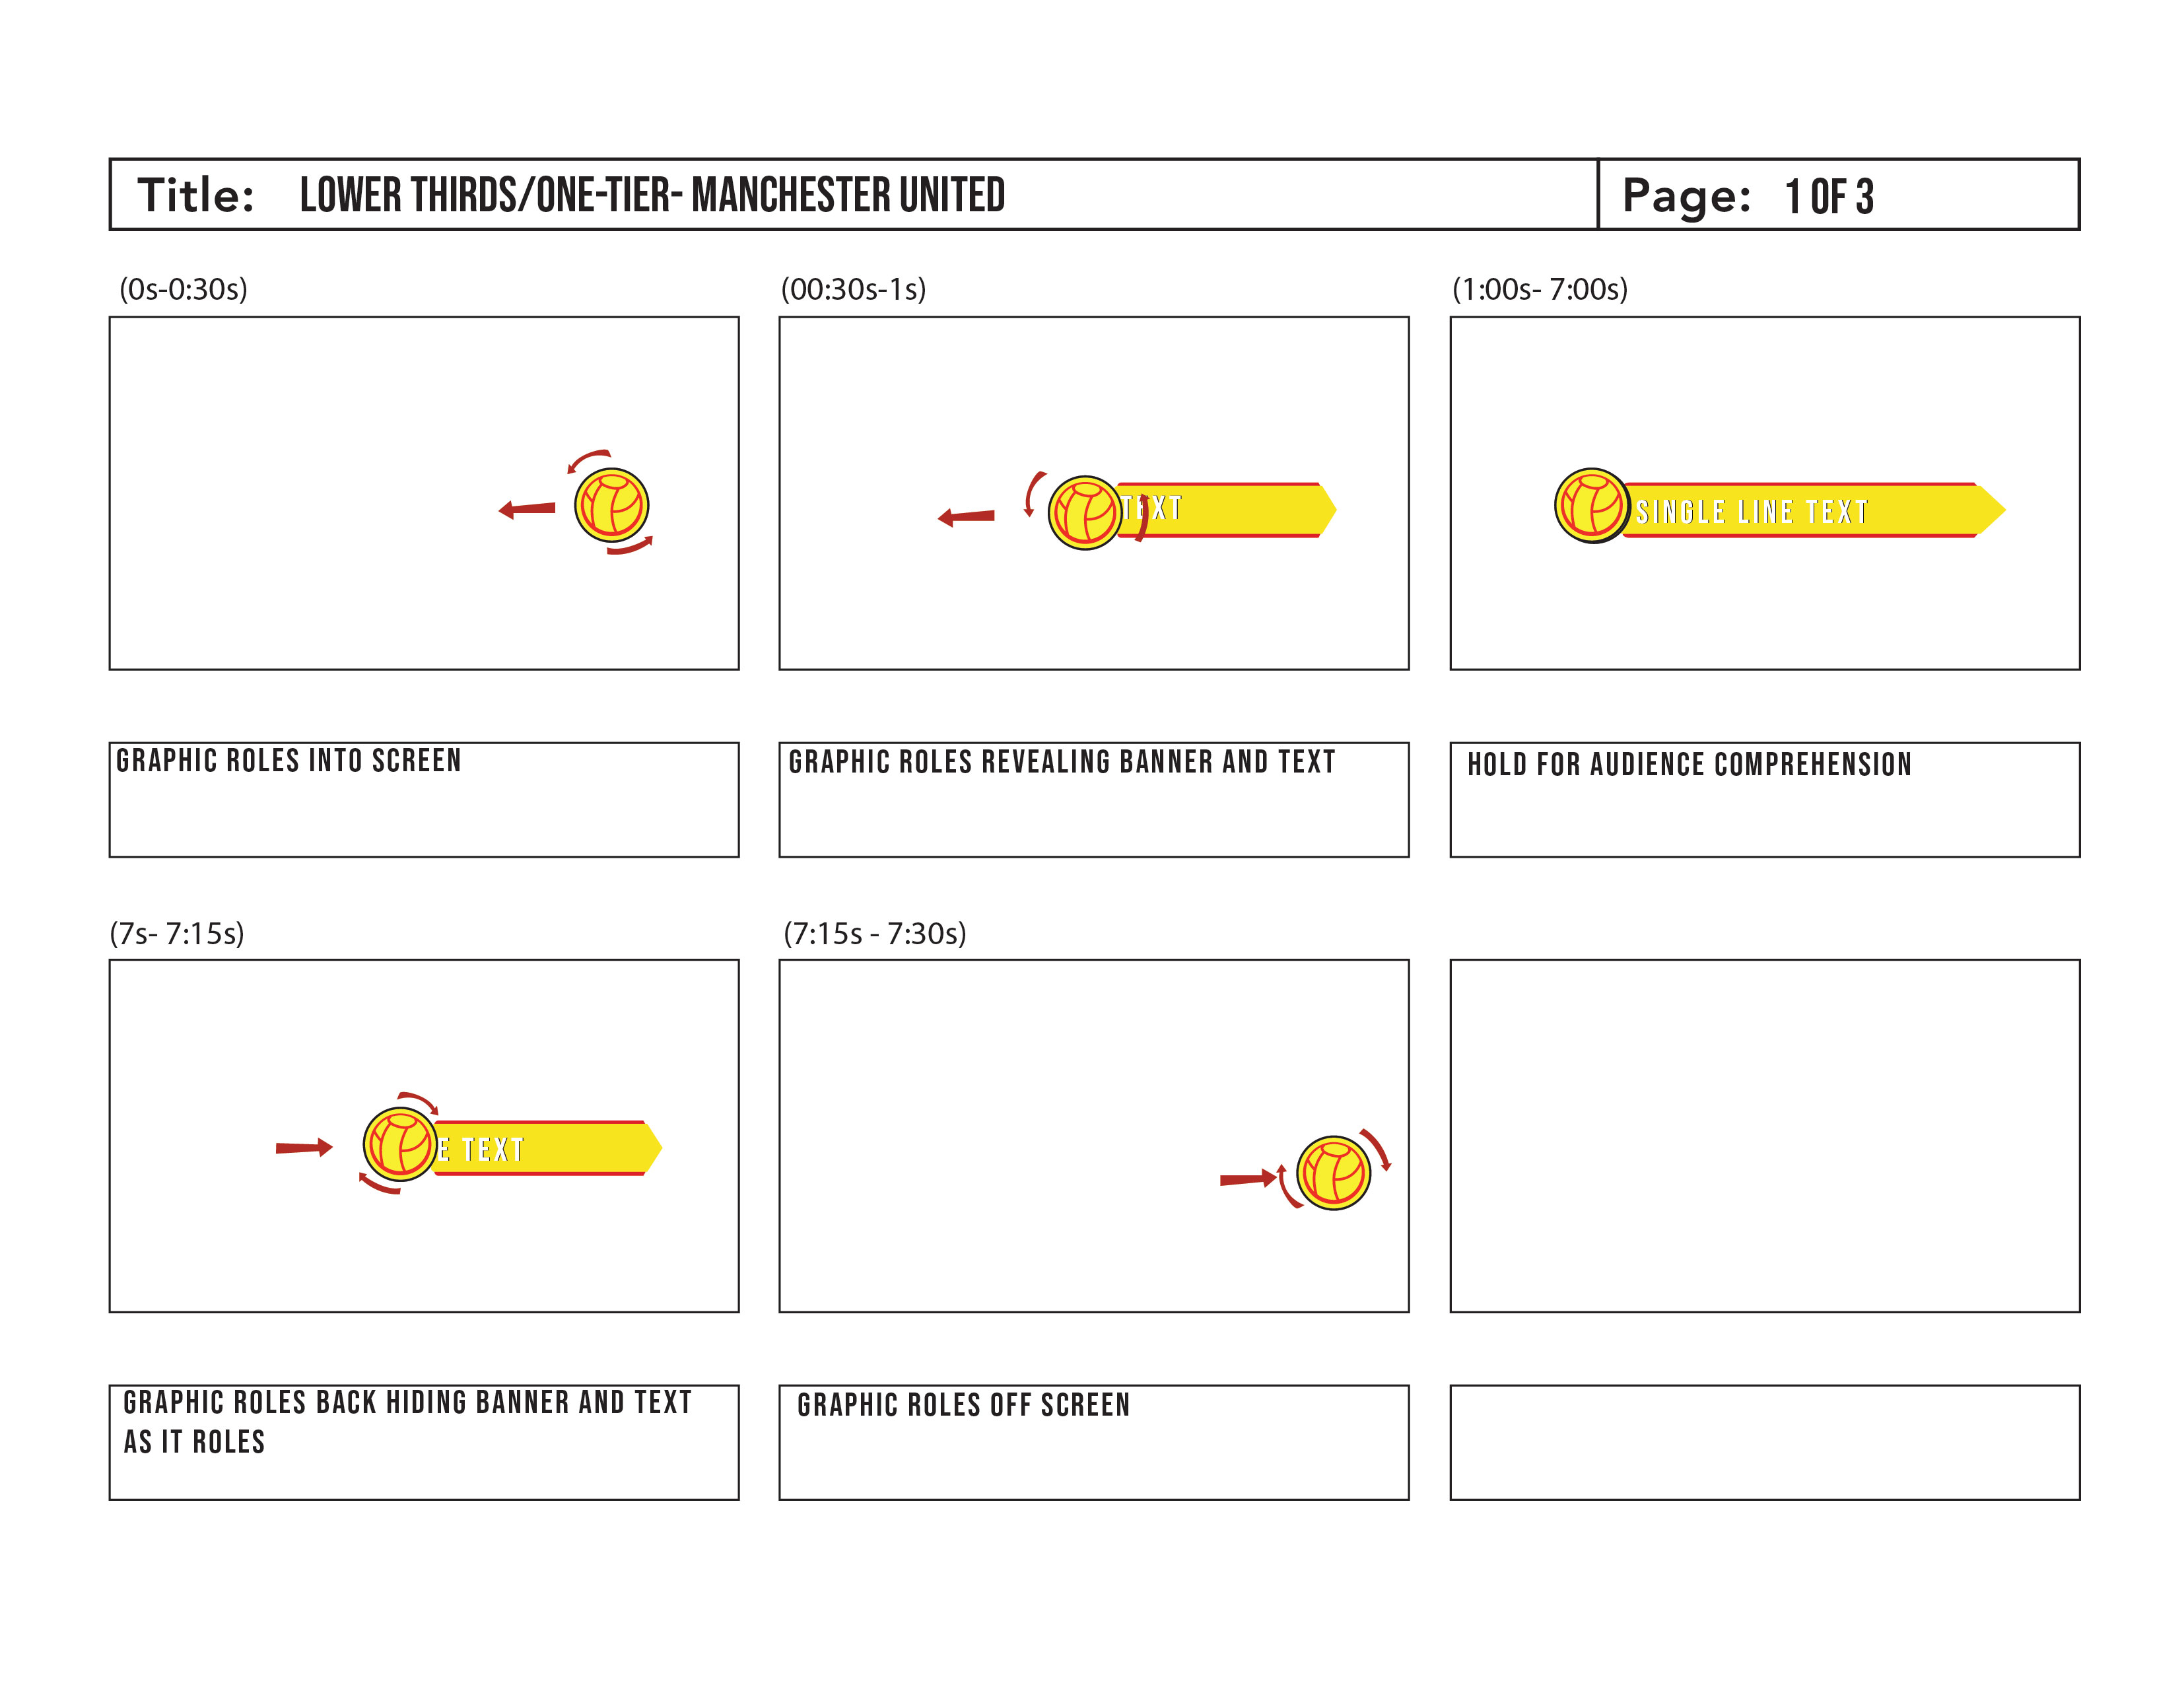 Title: LOWER THIRDS/ONE-TIER- MANCHESTER UNITED
Page: 1 OF 3
(0s-0:30s)
(00:30s-1s)
(1:00s- 7:00s)
TEXT
SINGLE LINE TEXT
GRAPHIC ROLES INTO SCREEN
GRAPHIC ROLES REVEALING BANNER AND TEXT
HOLD FOR AUDIENCE COMPREHENSION
(7s- 7:15s)
(7:15s - 7:30s)
E TEXT
GRAPHIC ROLES BACK HIDING BANNER AND TEXT
AS IT ROLES
GRAPHIC ROLES OFF SCREEN